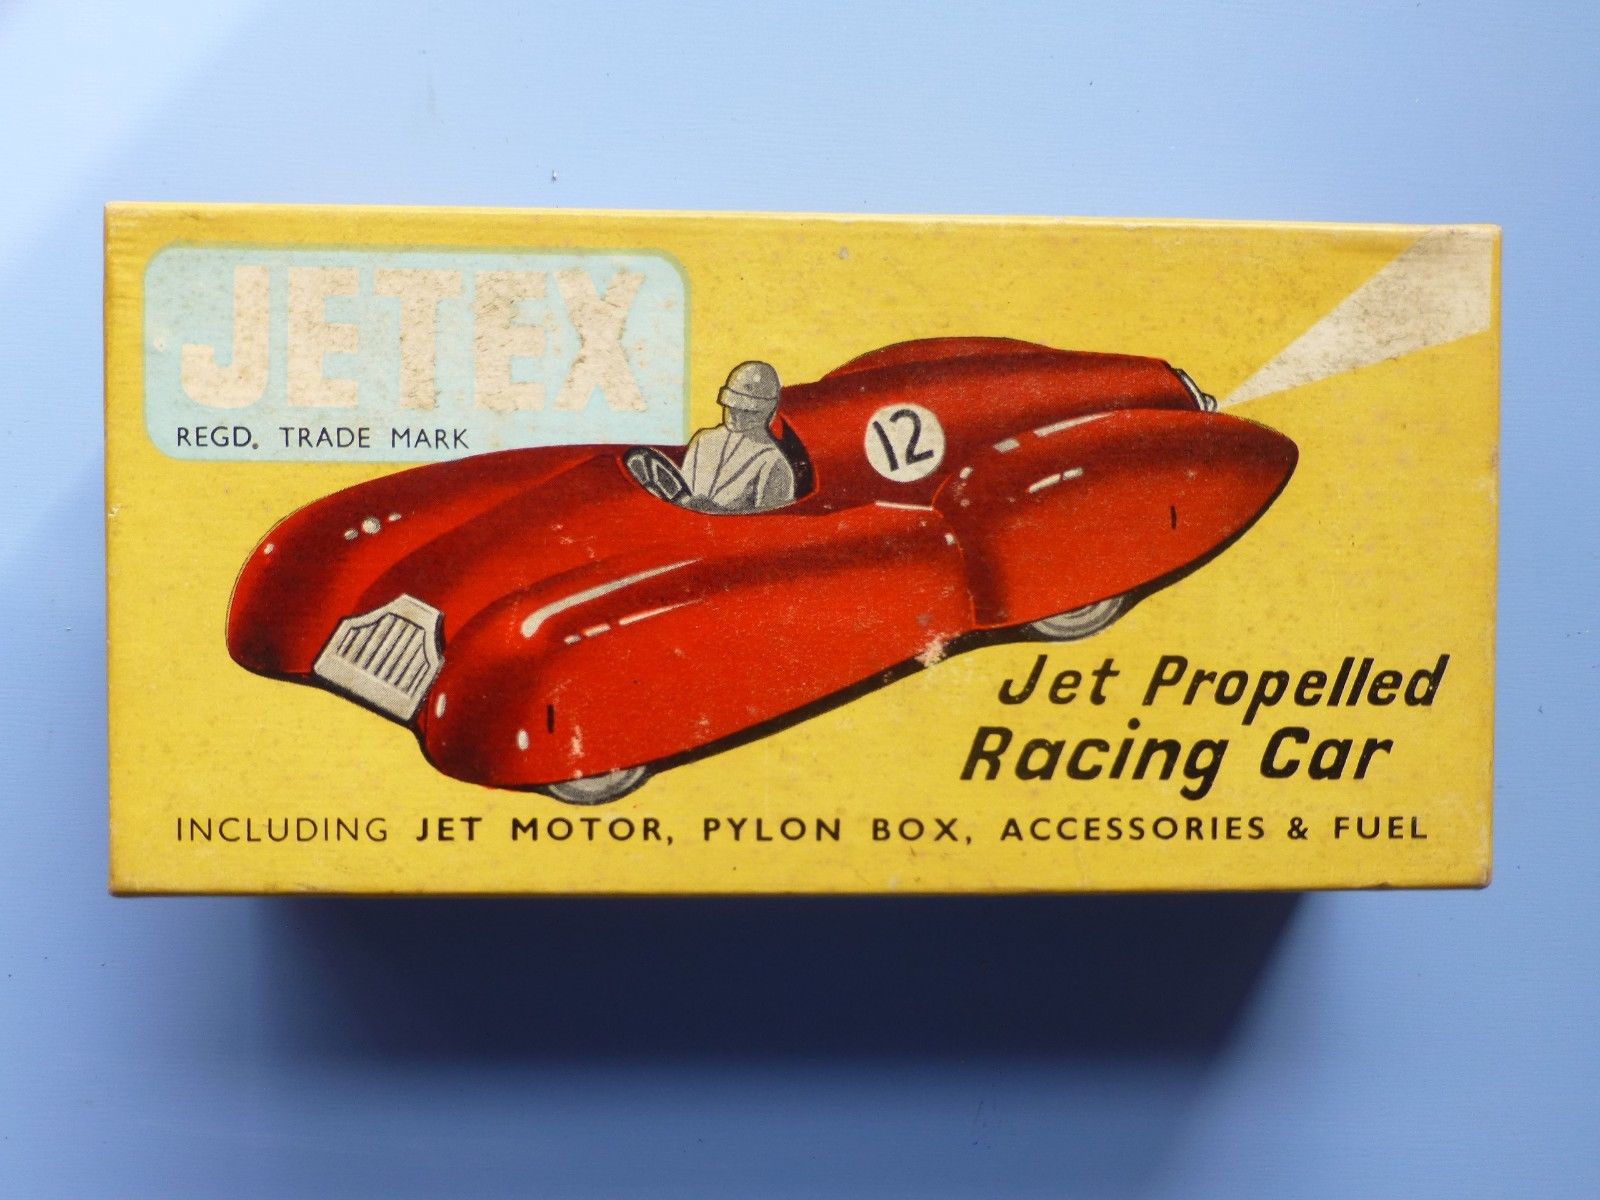 JETEX
REGD. TRADE MARK
12
Jet Propelled
Racing Car
INCLUDING JET MOTOR, PYLON BOX, ACCESSORIES & FUEL